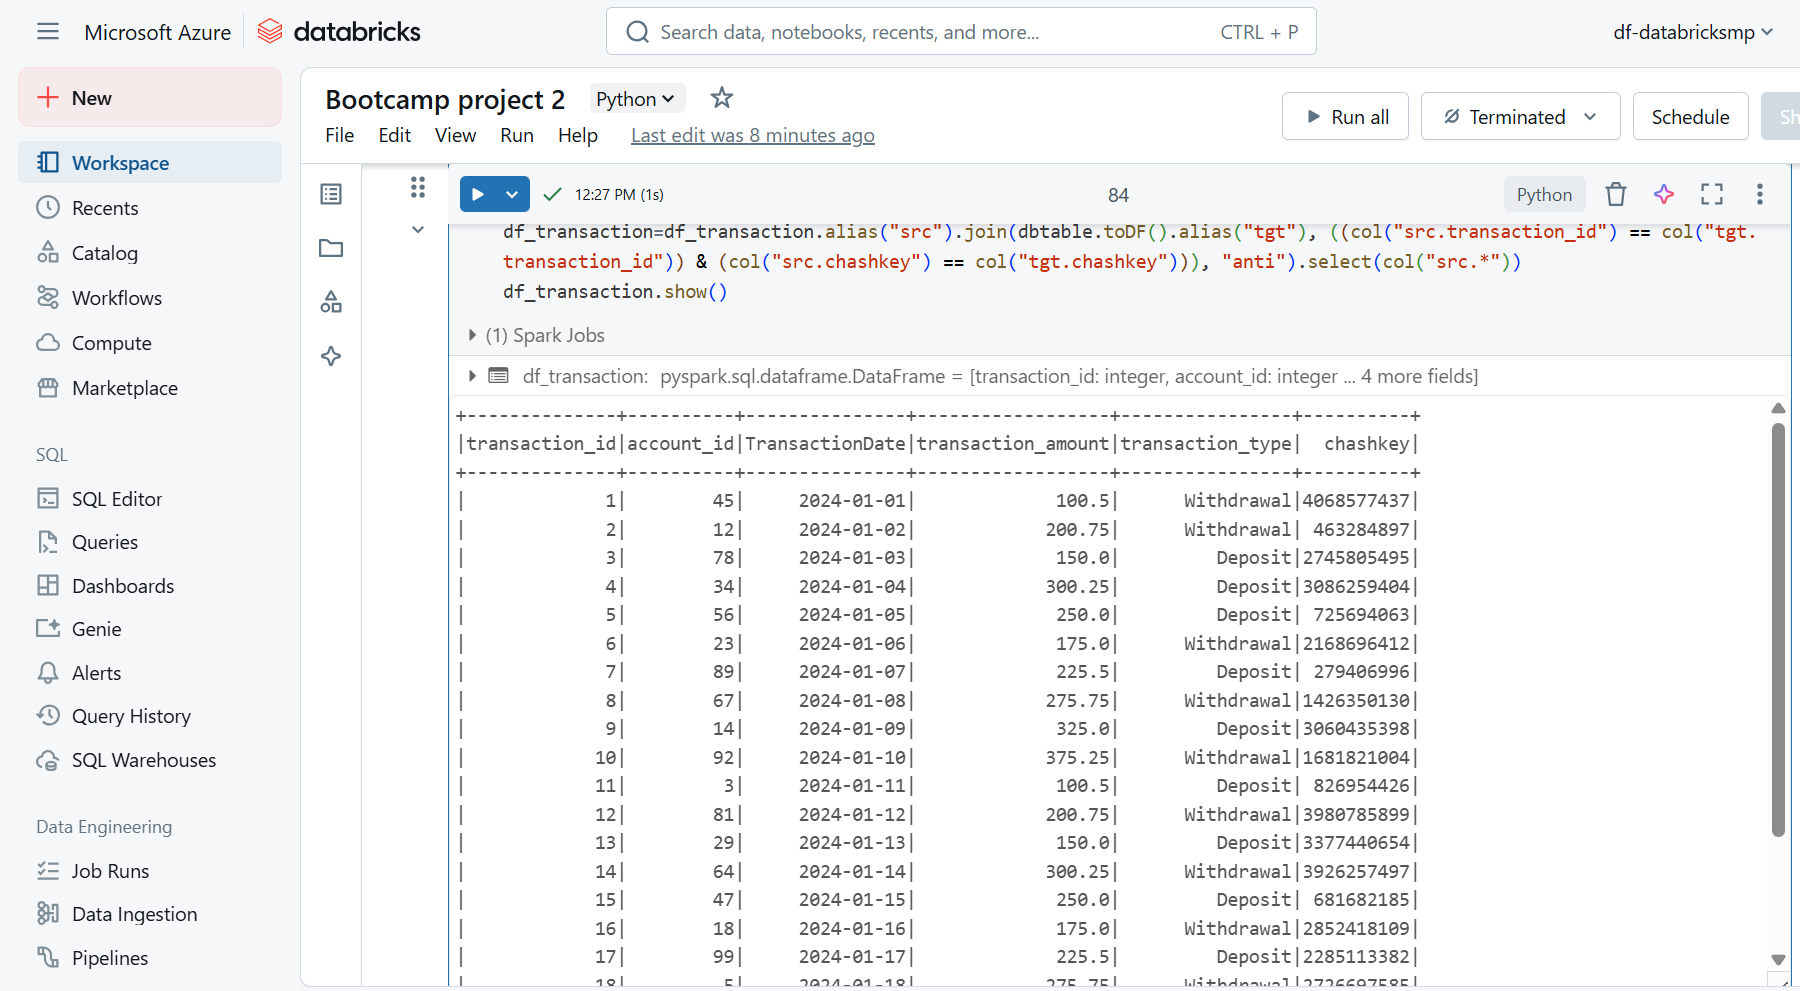 Microsoft Azure databricks
Search data, notebooks, recents, and more... CTRL + P
df-databricksmp
New
Workspace
Recents
Catalog
Workflows
Compute
Marketplace
SQL
SQL Editor
Queries
Dashboards
Genie
Alerts
Query History
SQL Warehouses
Data Engineering
Job Runs
Data Ingestion
Pipelines
Bootcamp project 2 Python
File Edit View Run Help Last edit was 8 minutes ago
Run all Terminated Schedule Sh
12:27 PM (1s) 84 Python
df_transaction=df_transaction.alias("src").join(dbtable.toDF().alias("tgt"), ((col("src.transaction_id") == col("tgt.
transaction_id")) & (col("src.chashkey") == col("tgt.chashkey"))), "anti").select(col("src.*"))
df_transaction.show()
(1) Spark Jobs
df_transaction: pyspark.sql.dataframe.DataFrame = [transaction_id: integer, account_id: integer ... 4 more fields]
+--------------+----------+---------------+------------------+----------------+----------+
|transaction_id|account_id|TransactionDate|transaction_amount|transaction_type|  chashkey|
+--------------+----------+---------------+------------------+----------------+----------+
|             1|        45|     2024-01-01|             100.5|      Withdrawal|4068577437|
|             2|        12|     2024-01-02|            200.75|      Withdrawal| 463284897|
|             3|        78|     2024-01-03|             150.0|         Deposit|2745805495|
|             4|        34|     2024-01-04|            300.25|         Deposit|3086259404|
|             5|        56|     2024-01-05|             250.0|         Deposit| 725694063|
|             6|        23|     2024-01-06|             175.0|      Withdrawal|2168696412|
|             7|        89|     2024-01-07|             225.5|         Deposit| 279406996|
|             8|        67|     2024-01-08|            275.75|      Withdrawal|1426350130|
|             9|        14|     2024-01-09|             325.0|         Deposit|3060435398|
|            10|        92|     2024-01-10|            375.25|      Withdrawal|1681821004|
|            11|         3|     2024-01-11|             100.5|         Deposit| 826954426|
|            12|        81|     2024-01-12|            200.75|      Withdrawal|3980785899|
|            13|        29|     2024-01-13|             150.0|         Deposit|3377440654|
|            14|        64|     2024-01-14|            300.25|      Withdrawal|3926257497|
|            15|        47|     2024-01-15|             250.0|         Deposit| 681682185|
|            16|        18|     2024-01-16|             175.0|      Withdrawal|2852418109|
|            17|        99|     2024-01-17|             225.5|         Deposit|2285113382|
|            18|         5|     2024-01-18|            275.75|      Withdrawal|2726697585|